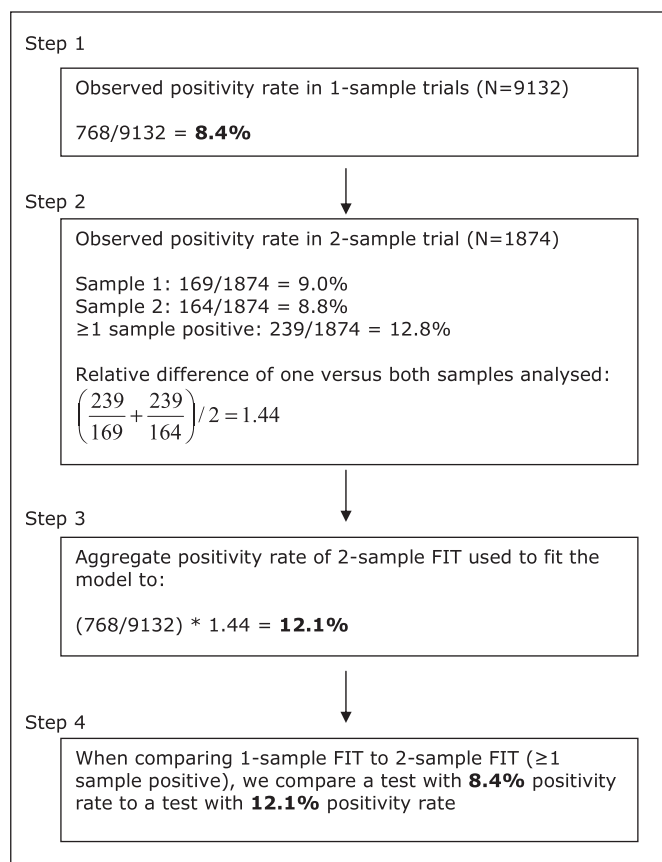 Step 1
Observed positivity rate in 1-sample trials (N=9132)
768/9132 = 8.4%
Step 2
Observed positivity rate in 2-sample trial (N=1874)
Sample 1: 169/1874 = 9.0%
Sample 2: 164/1874 = 8.8%
≥1 sample positive: 239/1874 = 12.8%
Relative difference of one versus both samples analysed:
(239/169 + 239/164) / 2 = 1.44
Step 3
Aggregate positivity rate of 2-sample FIT used to fit the
model to:
(768/9132) * 1.44 = 12.1%
Step 4
When comparing 1-sample FIT to 2-sample FIT (≥1
sample positive), we compare a test with 8.4% positivity
rate to a test with 12.1% positivity rate